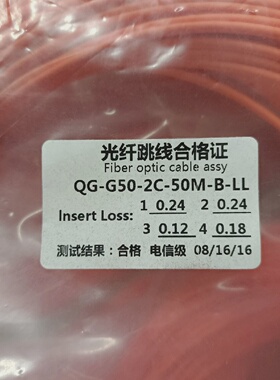 光纤跳线合格证
Fiber optic cable assy
QG-G50-2C-50M-B-LL
Insert Loss: 1 0.24 2 0.24
3 0.12 4 0.18
测试结果：合格 电信级 08/16/16